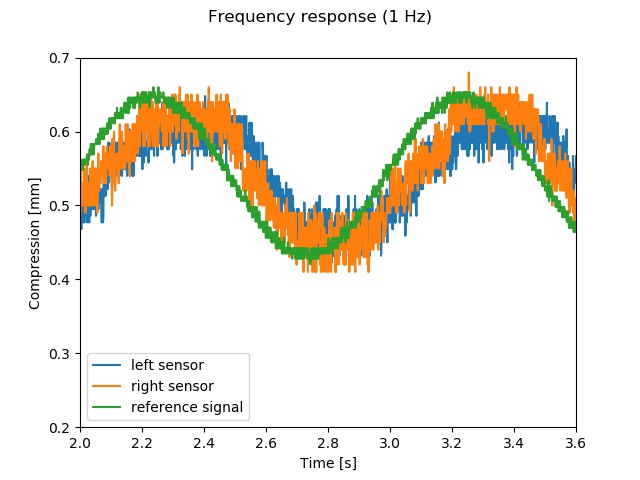 Frequency response (1 Hz)
0.7
0.6
0.5
0.4
0.3
0.2
Compression [mm]
left sensor
right sensor
reference signal
2.0 2.2 2.4 2.6 2.8 3.0 3.2 3.4 3.6
Time [s]